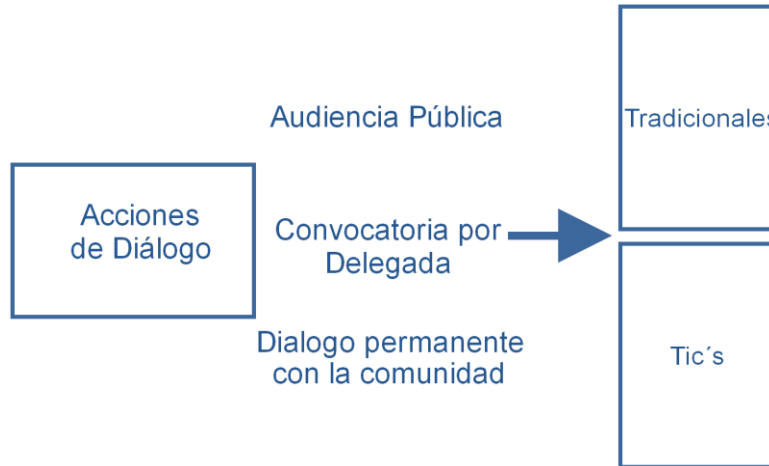 Acciones
de Diálogo
Audiencia Pública
Convocatoria por
Delegada
Dialogo permanente
con la comunidad
Tradicionales
Tic´s